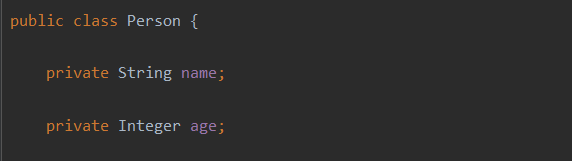 public class Person {
private String name;
private Integer age;